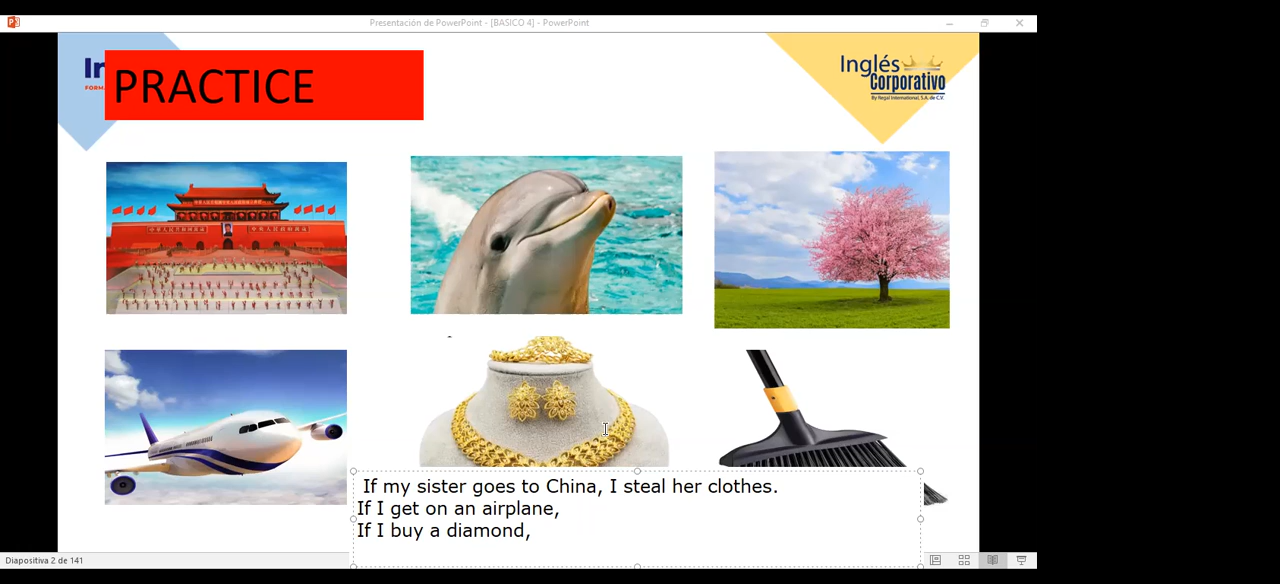 Presentación de PowerPoint - [BASICO 4] - PowerPoint
PRACTICE
Inglés
Corporativo
By Regal International, S.A. de C.V.
If my sister goes to China, I steal her clothes.
If I get on an airplane,
If I buy a diamond,
Diapositiva 2 de 141